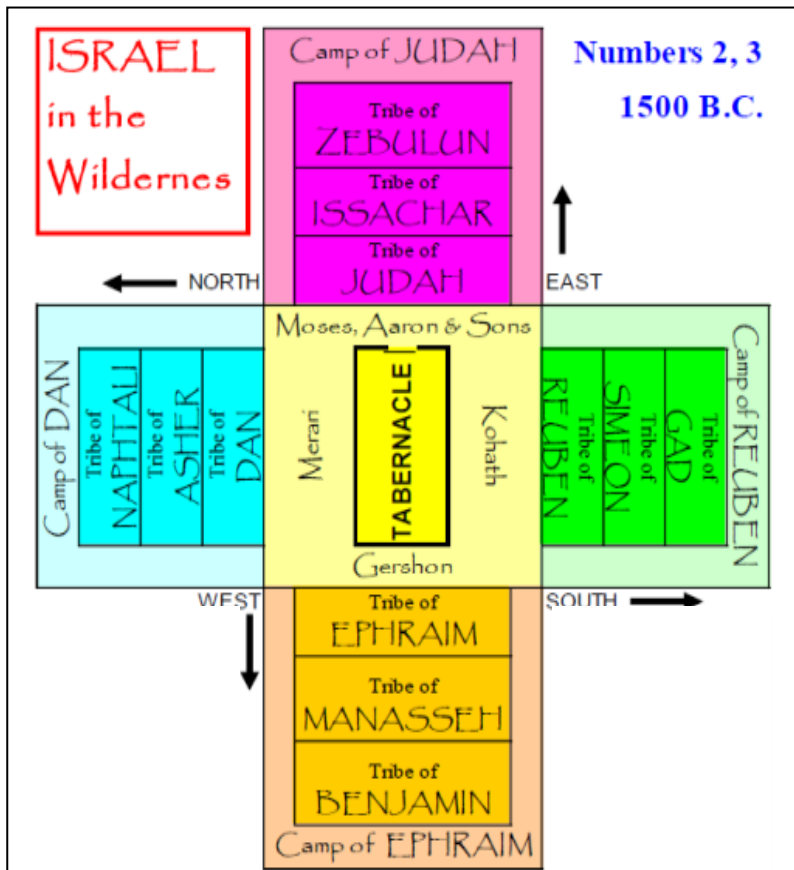 ISRAEL
in the
Wildernes
Camp of JUDAH
Numbers 2, 3
1500 B.C.
Tribe of
ZEBULUN
Tribe of
ISSACHAR
Tribe of
JUDAH
NORTH
EAST
Moses, Aaron & Sons
Camp of DAN
Tribe of
NAPHTALI
Tribe of
ASHER
Tribe of
DAN
Merari
TABERNACLE
Kohath
Tribe of
REUBEN
Tribe of
SIMEON
Tribe of
GAD
Camp of REUBEN
Gershon
WEST
SOUTH
Tribe of
EPHRAIM
Tribe of
MANASSEH
Tribe of
BENJAMIN
Camp of EPHRAIM